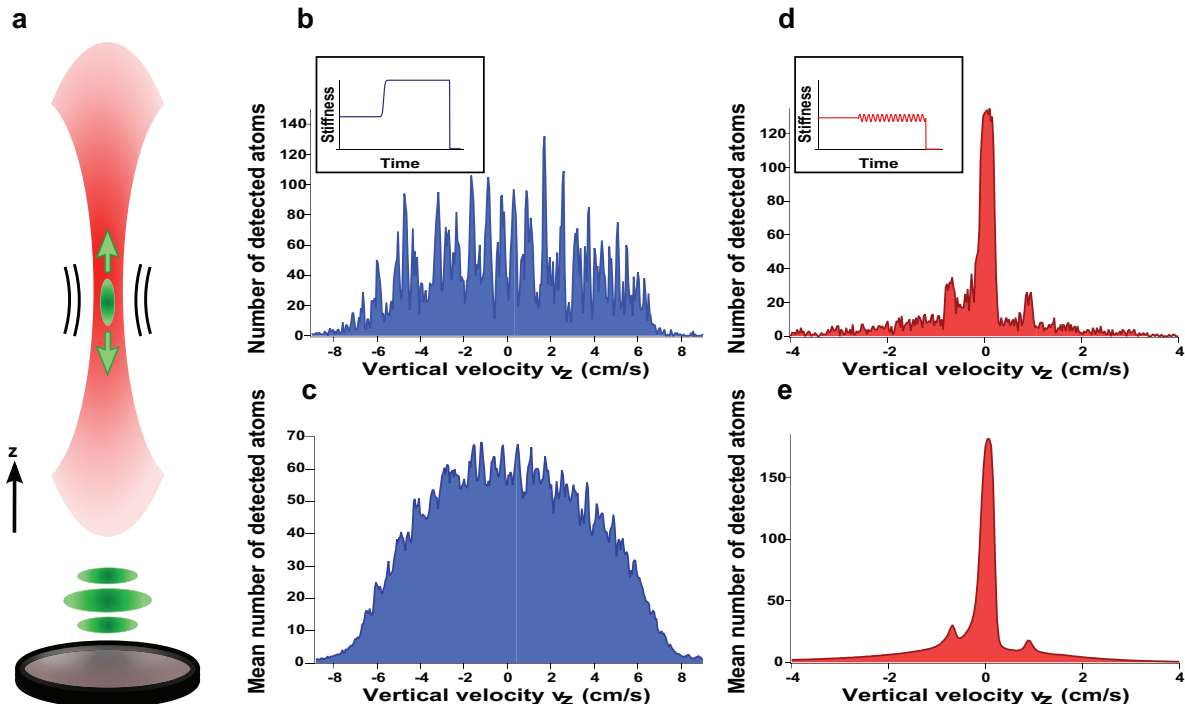 a
z
b
Stiffness
Time
Number of detected atoms
140
120
100
80
60
40
20
0
-8 -6 -4 -2 0 2 4 6 8
Vertical velocity vz (cm/s)
c
Mean number of detected atoms
70
60
50
40
30
20
10
0
-8 -6 -4 -2 0 2 4 6 8
Vertical velocity vz (cm/s)
d
Stiffness
Time
Number of detected atoms
120
100
80
60
40
20
0
-4 -2 0 2 4
Vertical velocity vz (cm/s)
e
Mean number of detected atoms
150
100
50
0
-4 -2 0 2 4
Vertical velocity vz (cm/s)